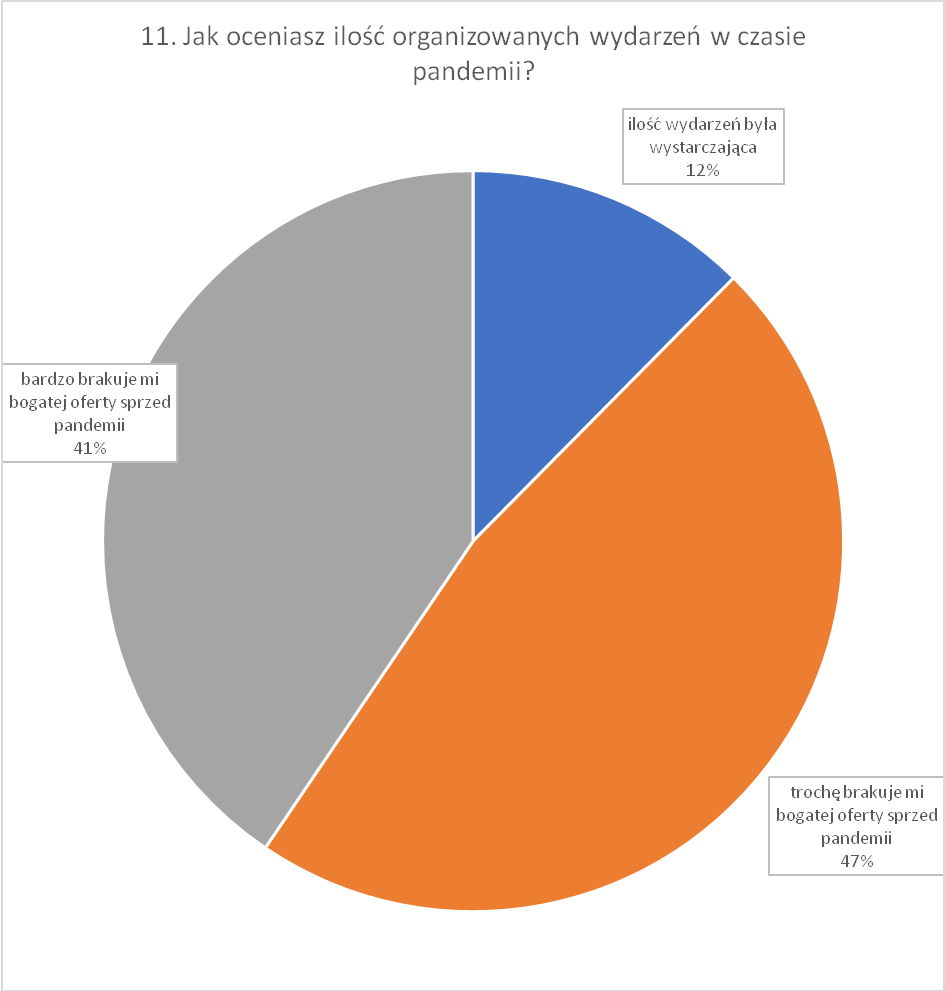 11. Jak oceniasz ilość organizowanych wydarzeń w czasie
pandemii?
ilość wydarzeń była
wystarczająca
12%
bardzo brakuje mi
bogatej oferty sprzed
pandemii
41%
trochę brakuje mi
bogatej oferty sprzed
pandemii
47%